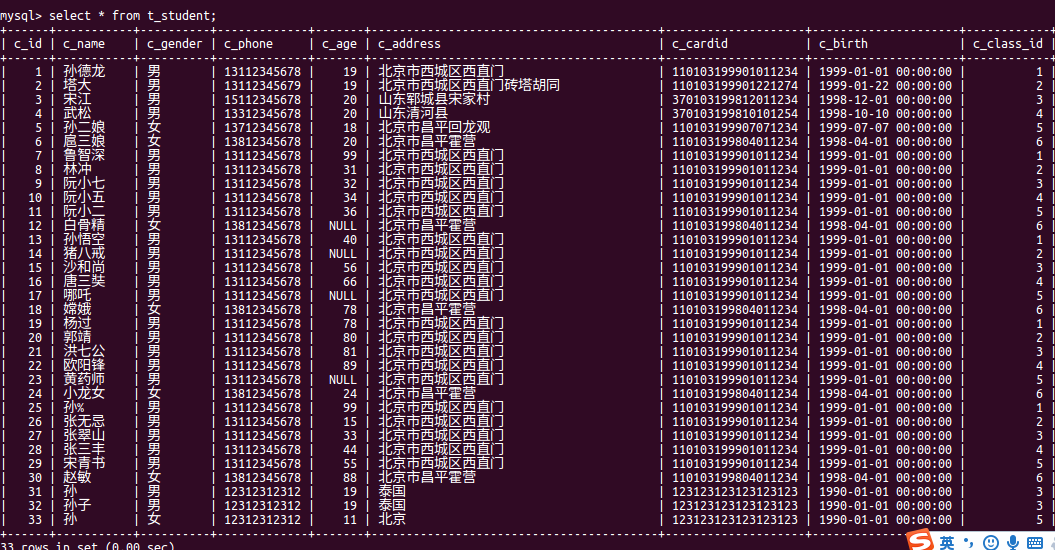 mysql> select * from t_student;
| c_id | c_name | c_gender | c_phone | c_age | c_address | c_cardid | c_birth | c_class_id |
| 1 | 孙德龙 | 男 | 13112345678 | 19 | 北京市西城区西直门 | 110103199901011234 | 1999-01-01 00:00:00 | 1 |
| 2 | 塔大 | 男 | 13112345679 | 19 | 北京市西城区西直门砖塔胡同 | 110103199901221274 | 1999-01-22 00:00:00 | 2 |
| 3 | 宋江 | 男 | 15112345678 | 20 | 山东郓城县宋家村 | 370103199812011234 | 1998-12-01 00:00:00 | 3 |
| 4 | 武松 | 男 | 13112345678 | 20 | 山东清河县 | 370103199810101254 | 1998-10-10 00:00:00 | 4 |
| 5 | 孙二娘 | 女 | 13712345678 | 18 | 北京市昌平回龙观 | 110103199907071234 | 1999-07-07 00:00:00 | 5 |
| 6 | 扈三娘 | 女 | 13812345678 | 20 | 北京市昌平霍营 | 110103199804011234 | 1998-04-01 00:00:00 | 6 |
| 7 | 鲁智深 | 男 | 13112345678 | 99 | 北京市西城区西直门 | 110103199901011234 | 1999-01-01 00:00:00 | 1 |
| 8 | 林冲 | 男 | 13112345678 | 31 | 北京市西城区西直门 | 110103199901011234 | 1999-01-01 00:00:00 | 2 |
| 9 | 阮小七 | 男 | 13112345678 | 32 | 北京市西城区西直门 | 110103199901011234 | 1999-01-01 00:00:00 | 3 |
| 10 | 阮小五 | 男 | 13112345678 | 34 | 北京市西城区西直门 | 110103199901011234 | 1999-01-01 00:00:00 | 4 |
| 11 | 阮小二 | 男 | 13112345678 | 36 | 北京市西城区西直门 | 110103199901011234 | 1999-01-01 00:00:00 | 5 |
| 12 | 白骨精 | 女 | 13812345678 | NULL | 北京市昌平霍营 | 110103199804011234 | 1998-04-01 00:00:00 | 6 |
| 13 | 孙悟空 | 男 | 13112345678 | 40 | 北京市西城区西直门 | 110103199901011234 | 1999-01-01 00:00:00 | 1 |
| 14 | 猪八戒 | 男 | 13112345678 | NULL | 北京市西城区西直门 | 110103199901011234 | 1999-01-01 00:00:00 | 2 |
| 15 | 沙和尚 | 男 | 13112345678 | 56 | 北京市西城区西直门 | 110103199901011234 | 1999-01-01 00:00:00 | 3 |
| 16 | 唐三奘 | 男 | 13112345678 | 66 | 北京市西城区西直门 | 110103199901011234 | 1999-01-01 00:00:00 | 4 |
| 17 | 哪吒 | 男 | 13112345678 | NULL | 北京市西城区西直门 | 110103199901011234 | 1999-01-01 00:00:00 | 5 |
| 18 | 嫦娥 | 女 | 13812345678 | 78 | 北京市昌平霍营 | 110103199804011234 | 1998-04-01 00:00:00 | 6 |
| 19 | 杨过 | 男 | 13112345678 | 78 | 北京市西城区西直门 | 110103199901011234 | 1999-01-01 00:00:00 | 1 |
| 20 | 郭靖 | 男 | 13112345678 | 80 | 北京市西城区西直门 | 110103199901011234 | 1999-01-01 00:00:00 | 2 |
| 21 | 洪七公 | 男 | 13112345678 | 81 | 北京市西城区西直门 | 110103199901011234 | 1999-01-01 00:00:00 | 3 |
| 22 | 欧阳锋 | 男 | 13112345678 | 89 | 北京市西城区西直门 | 110103199901011234 | 1999-01-01 00:00:00 | 4 |
| 23 | 黄药师 | 男 | 13112345678 | NULL | 北京市西城区西直门 | 110103199901011234 | 1999-01-01 00:00:00 | 5 |
| 24 | 小龙女 | 女 | 13812345678 | 24 | 北京市昌平霍营 | 110103199804011234 | 1998-04-01 00:00:00 | 6 |
| 25 | 孙% | 男 | 13112345678 | 99 | 北京市西城区西直门 | 110103199901011234 | 1999-01-01 00:00:00 | 1 |
| 26 | 张无忌 | 男 | 13112345678 | 15 | 北京市西城区西直门 | 110103199901011234 | 1999-01-01 00:00:00 | 2 |
| 27 | 张翠山 | 男 | 13112345678 | 33 | 北京市西城区西直门 | 110103199901011234 | 1999-01-01 00:00:00 | 3 |
| 28 | 张三丰 | 男 | 13112345678 | 44 | 北京市西城区西直门 | 110103199901011234 | 1999-01-01 00:00:00 | 4 |
| 29 | 宋青书 | 男 | 13112345678 | 55 | 北京市西城区西直门 | 110103199901011234 | 1999-01-01 00:00:00 | 5 |
| 30 | 赵敏 | 女 | 13812345678 | 88 | 北京市昌平霍营 | 110103199804011234 | 1998-04-01 00:00:00 | 6 |
| 31 | 孙 | 男 | 12312312312 | 19 | 泰国 | 123123123123123123 | 1990-01-01 00:00:00 | 3 |
| 32 | 孙子 | 男 | 12312312312 | 19 | 泰国 | 123123123123123123 | 1990-01-01 00:00:00 | 3 |
| 33 | 孙 | 女 | 12312312312 | 11 | 北京 | 123123123123123123 | 1990-01-01 00:00:00 | 5 |
33 rows in set (0.00 sec)
S 英